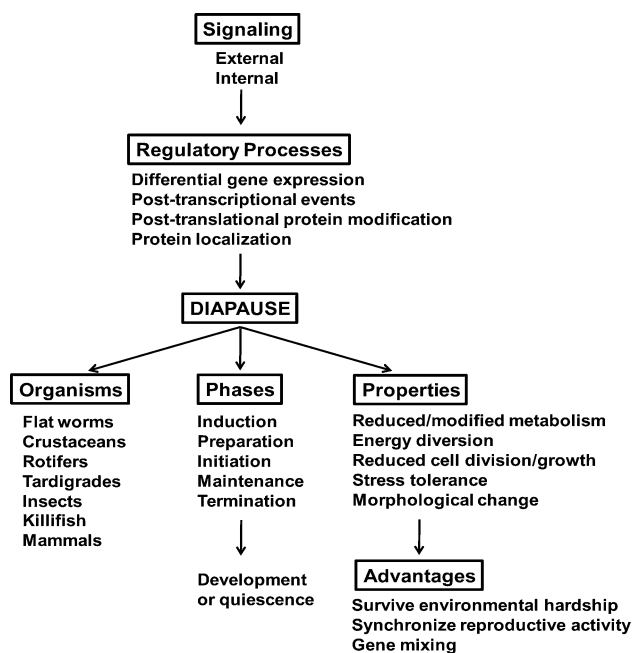 Signaling
External
Internal
Regulatory Processes
Differential gene expression
Post-transcriptional events
Post-translational protein modification
Protein localization
DIAPAUSE
Organisms
Flat worms
Crustaceans
Rotifers
Tardigrades
Insects
Killifish
Mammals
Phases
Induction
Preparation
Initiation
Maintenance
Termination
Development
or quiescence
Properties
Reduced/modified metabolism
Energy diversion
Reduced cell division/growth
Stress tolerance
Morphological change
Advantages
Survive environmental hardship
Synchronize reproductive activity
Gene mixing